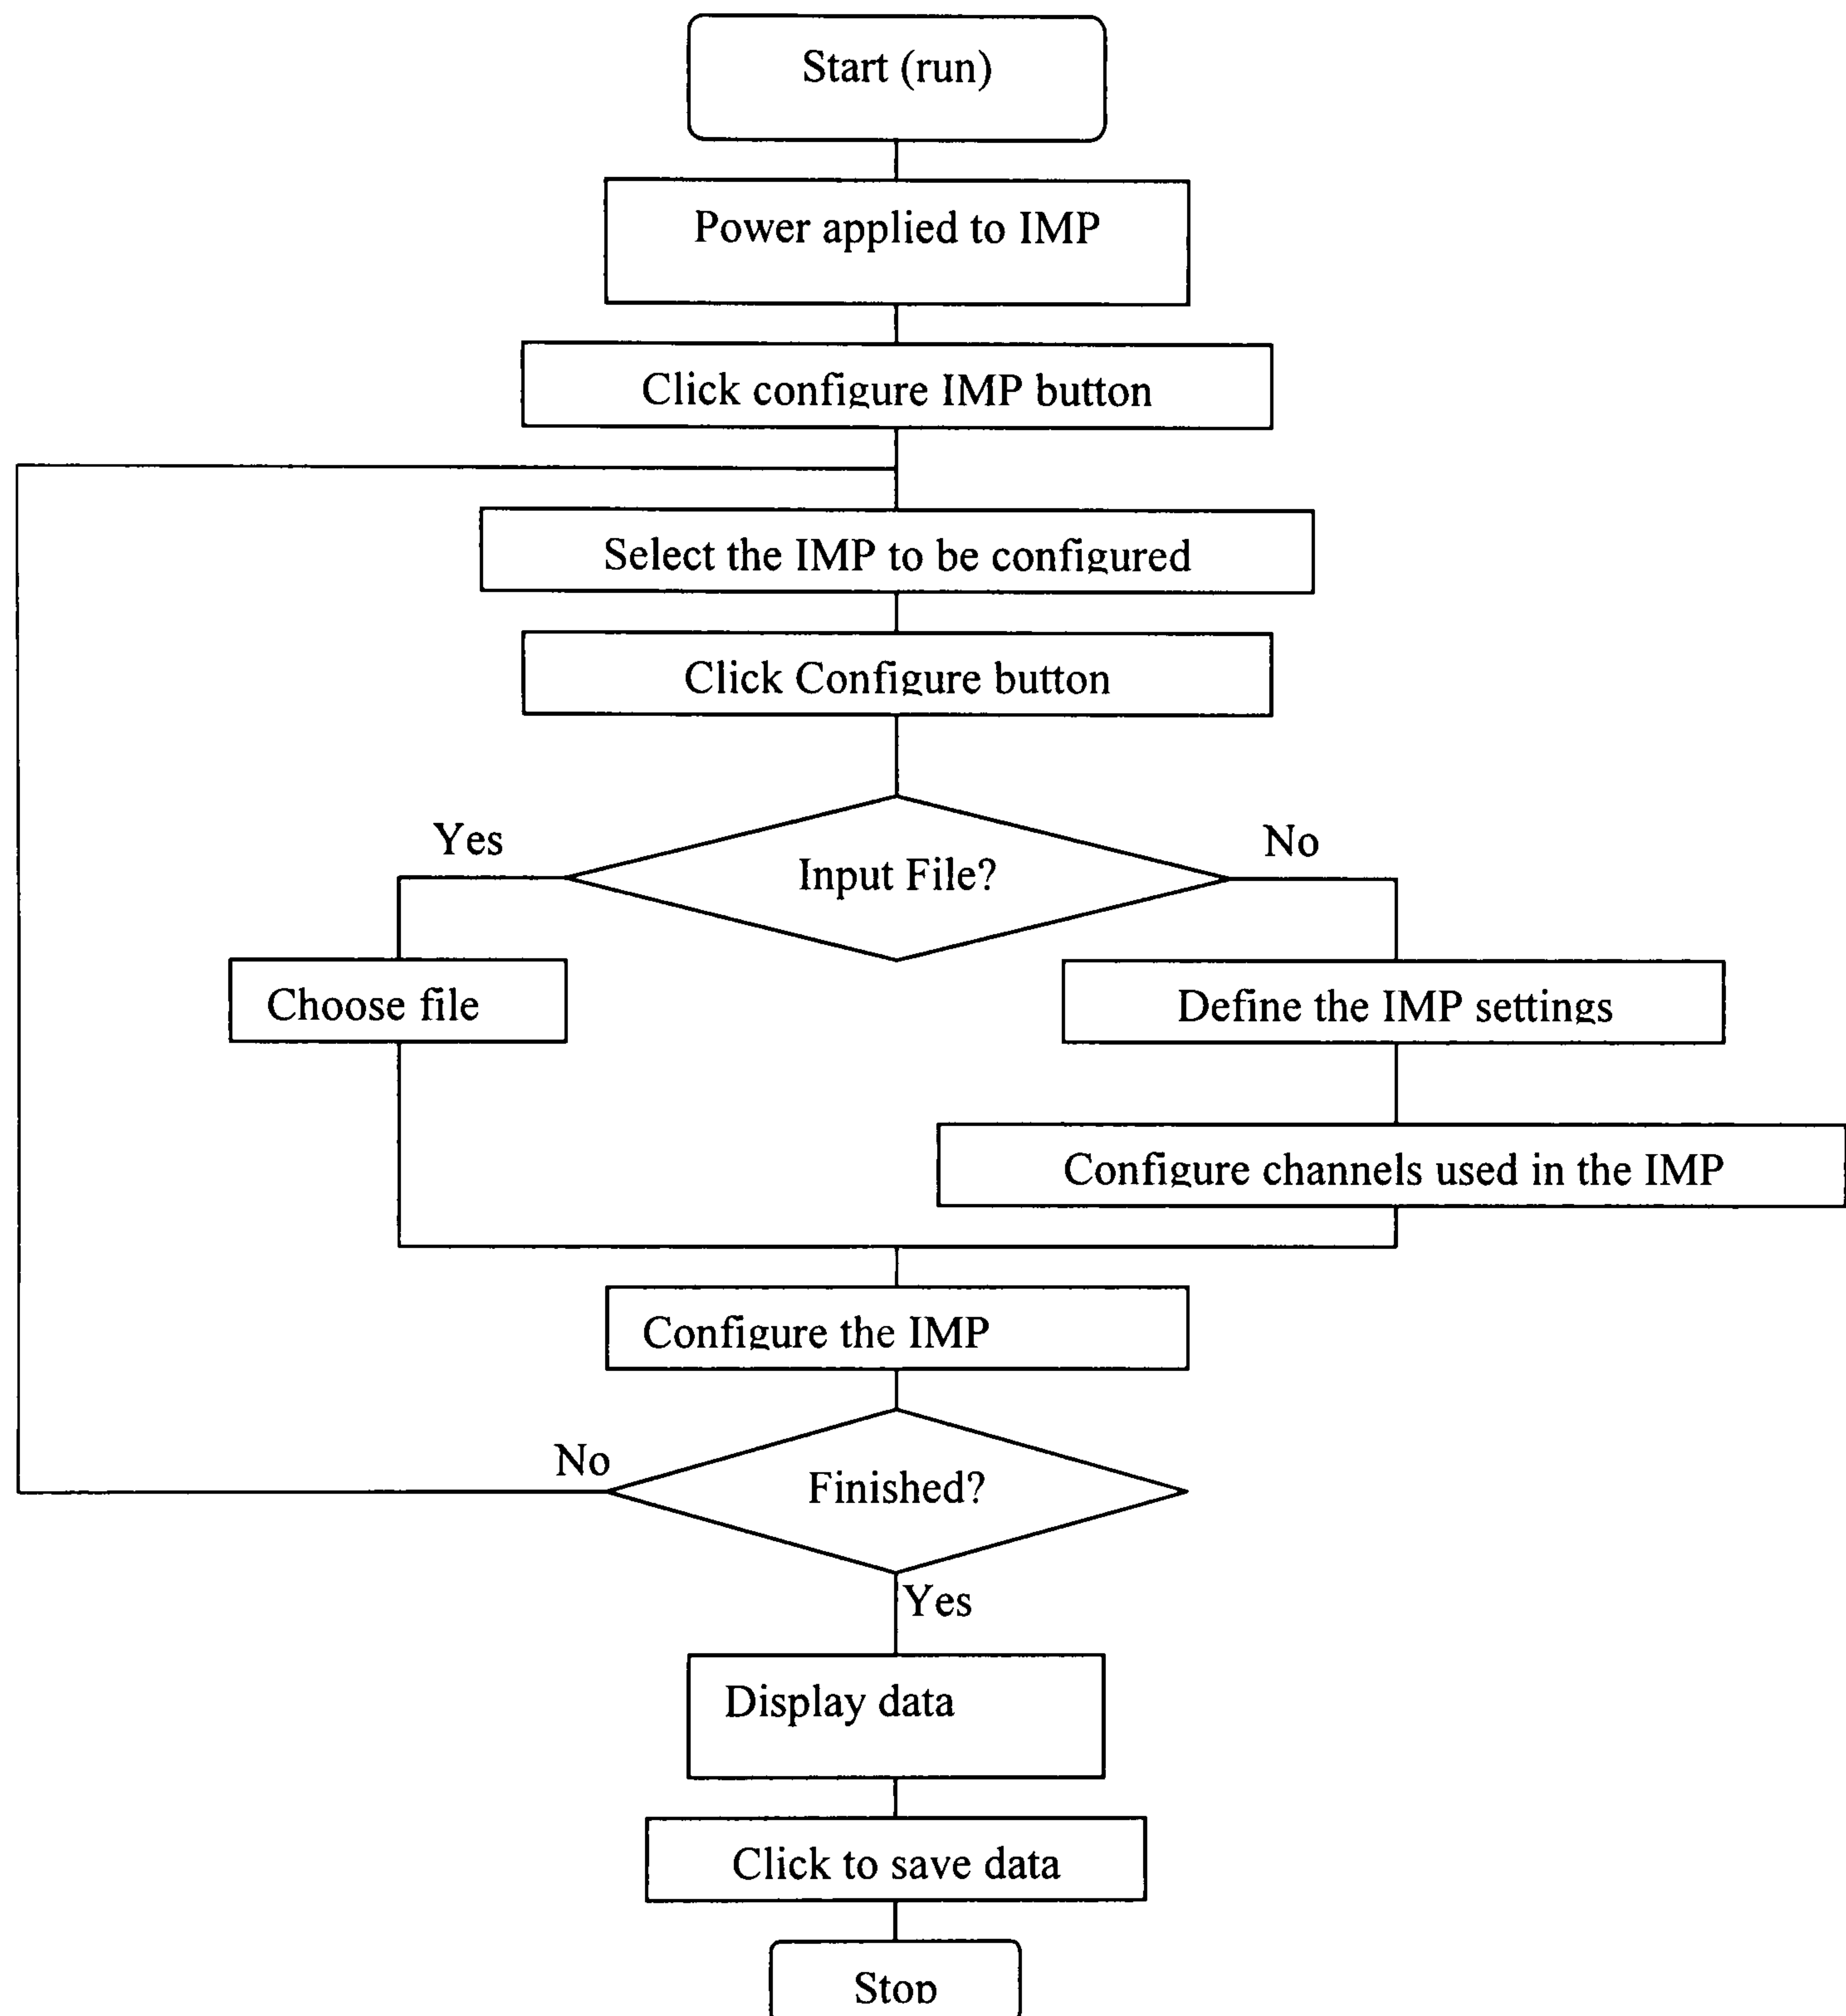 Start (run)
Power applied to IMP
Click configure IMP button
Select the IMP to be configured
Click Configure button
Yes
No
Input File?
Choose file
Define the IMP settings
Configure channels used in the IMP
Configure the IMP
No
Finished?
Yes
Display data
Click to save data
Stop